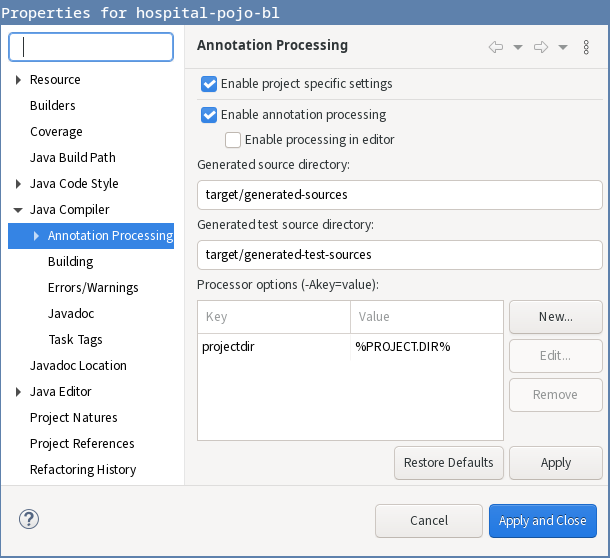 Properties for hospital-pojo-bl
Resource
Builders
Coverage
Java Build Path
Java Code Style
Java Compiler
Annotation Processing
Building
Errors/Warnings
Javadoc
Task Tags
Javadoc Location
Java Editor
Project Natures
Project References
Refactoring History
Annotation Processing
Enable project specific settings
Enable annotation processing
Enable processing in editor
Generated source directory:
target/generated-sources
Generated test source directory:
target/generated-test-sources
Processor options (-Akey=value):
Key Value
projectdir %PROJECT.DIR%
New...
Edit...
Remove
Restore Defaults Apply
? Cancel Apply and Close